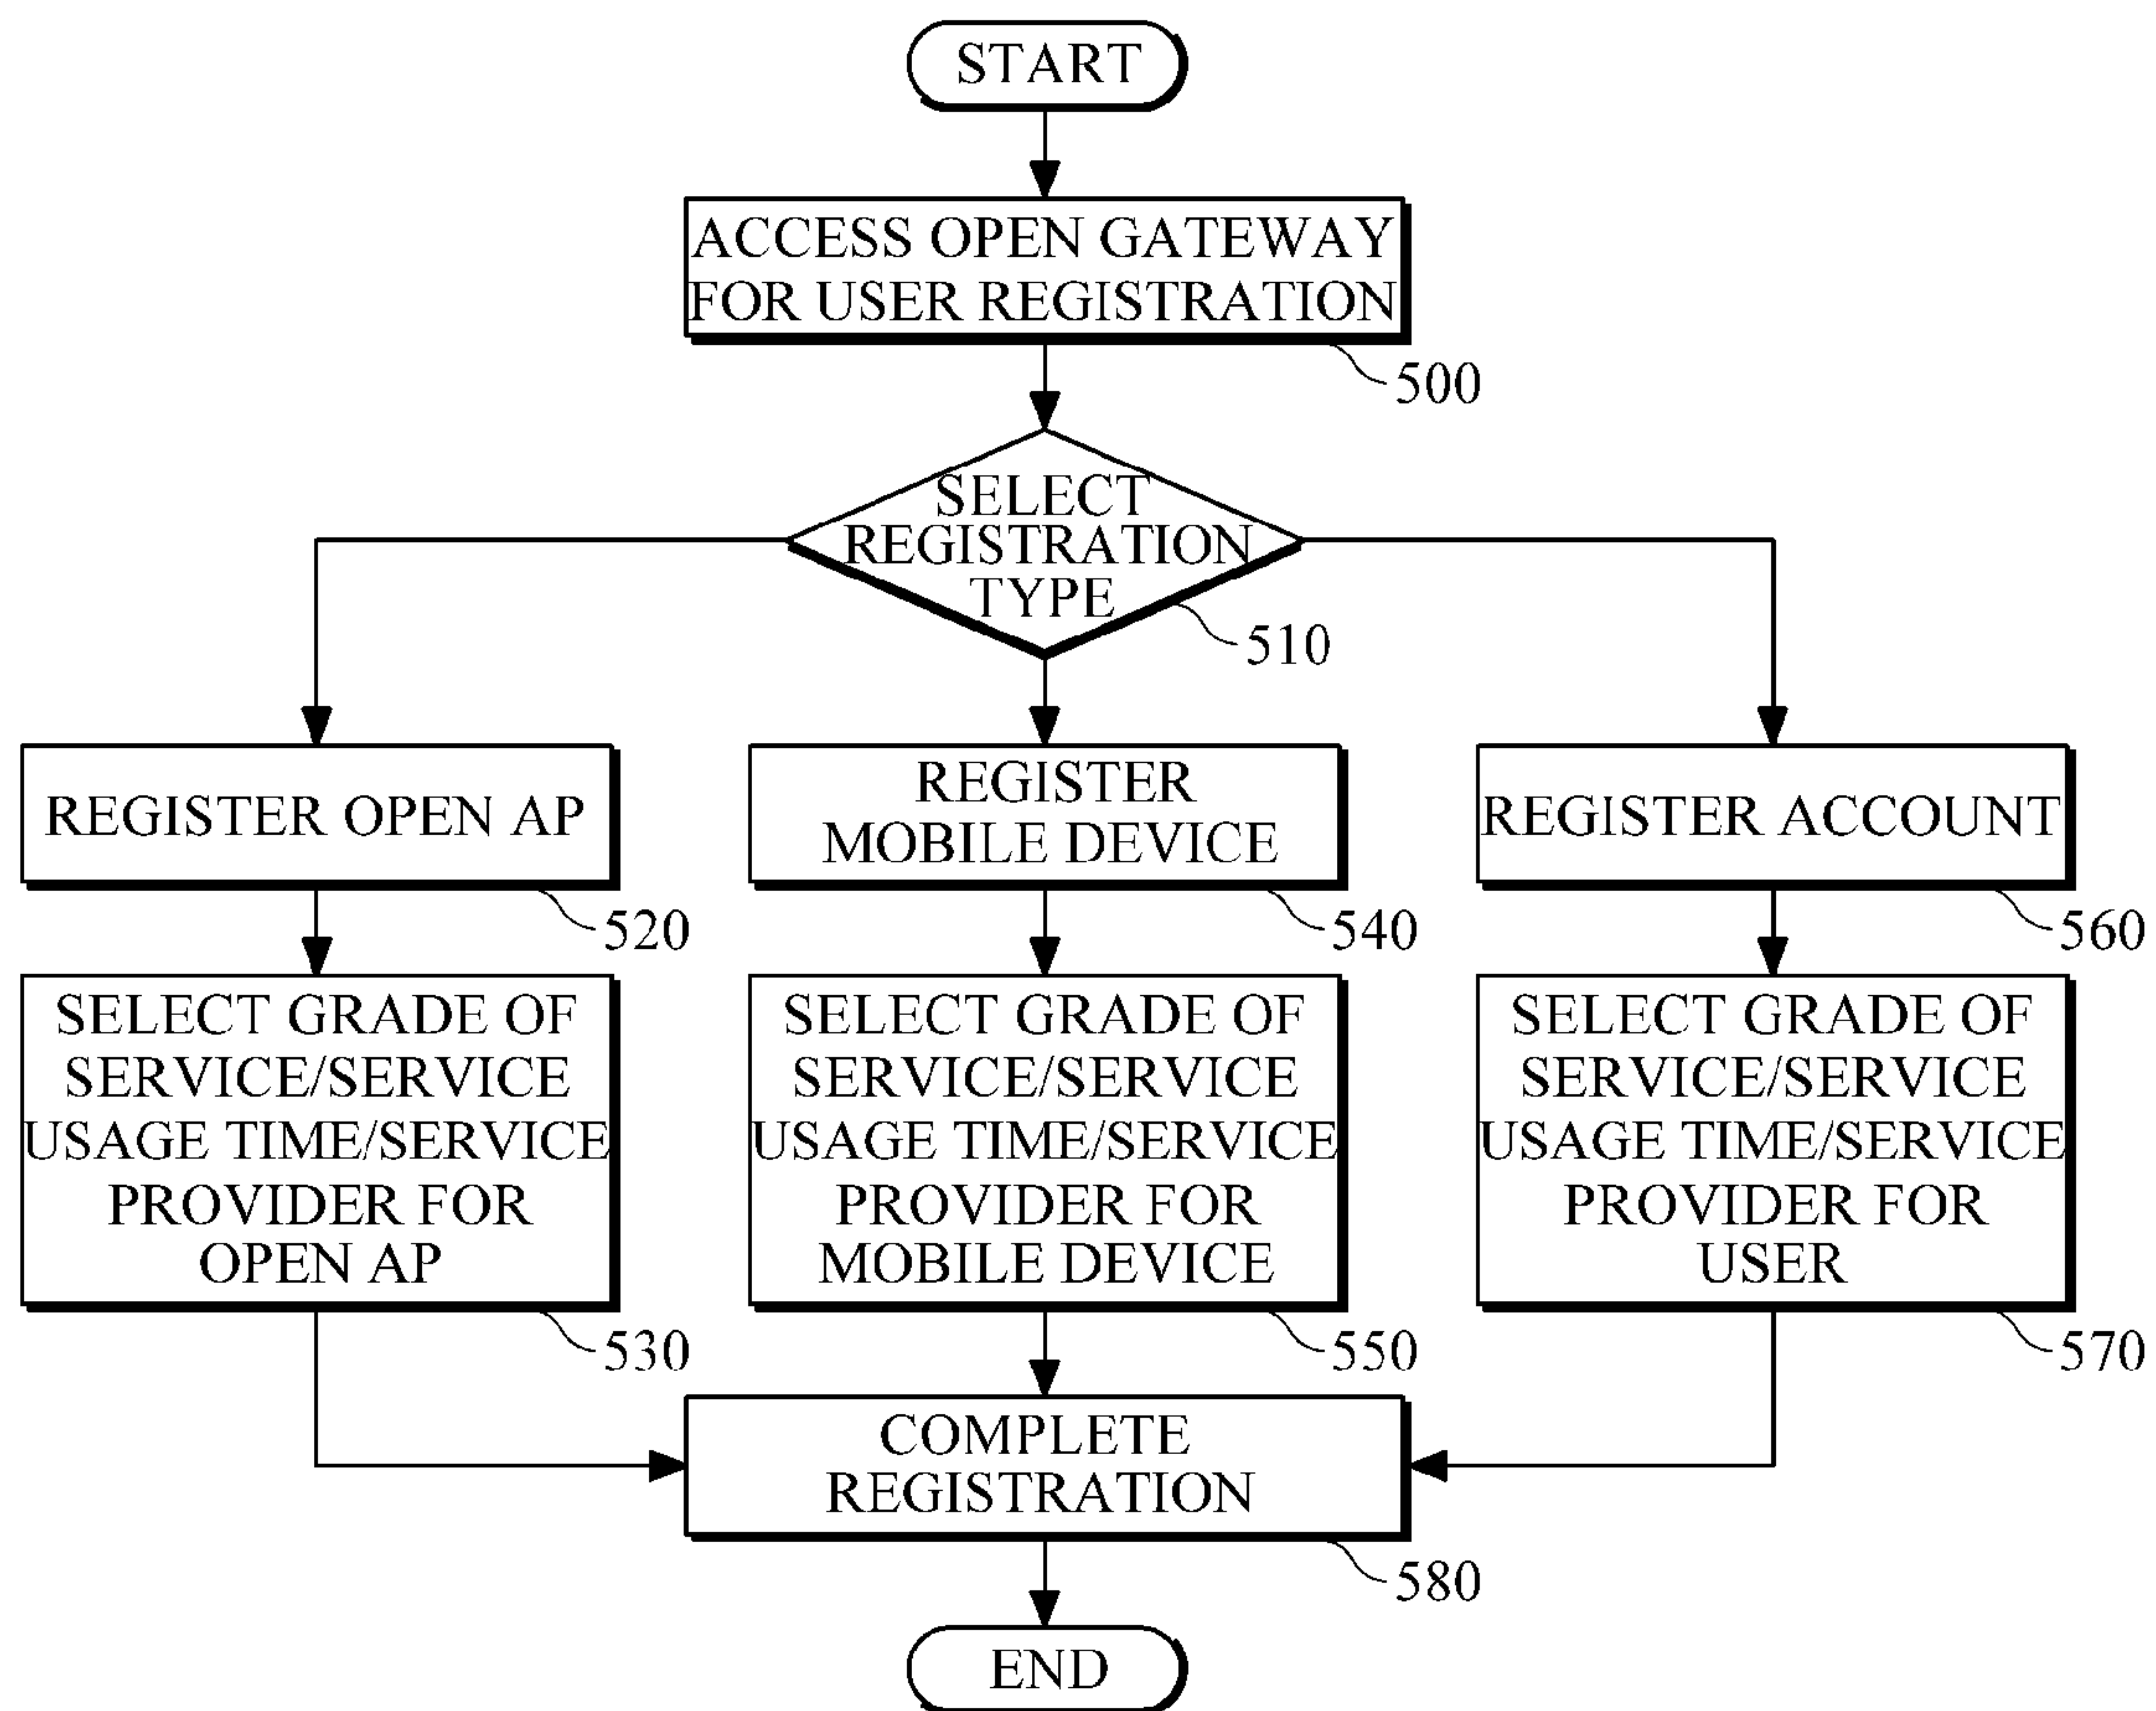 START
ACCESS OPEN GATEWAY
FOR USER REGISTRATION
500
SELECT
REGISTRATION
TYPE
510
REGISTER OPEN AP
520
REGISTER
MOBILE DEVICE
540
REGISTER ACCOUNT
560
SELECT GRADE OF
SERVICE/SERVICE
USAGE TIME/SERVICE
PROVIDER FOR
OPEN AP
530
SELECT GRADE OF
SERVICE/SERVICE
USAGE TIME/SERVICE
PROVIDER FOR
MOBILE DEVICE
550
SELECT GRADE OF
SERVICE/SERVICE
USAGE TIME/SERVICE
PROVIDER FOR
USER
570
COMPLETE
REGISTRATION
580
END